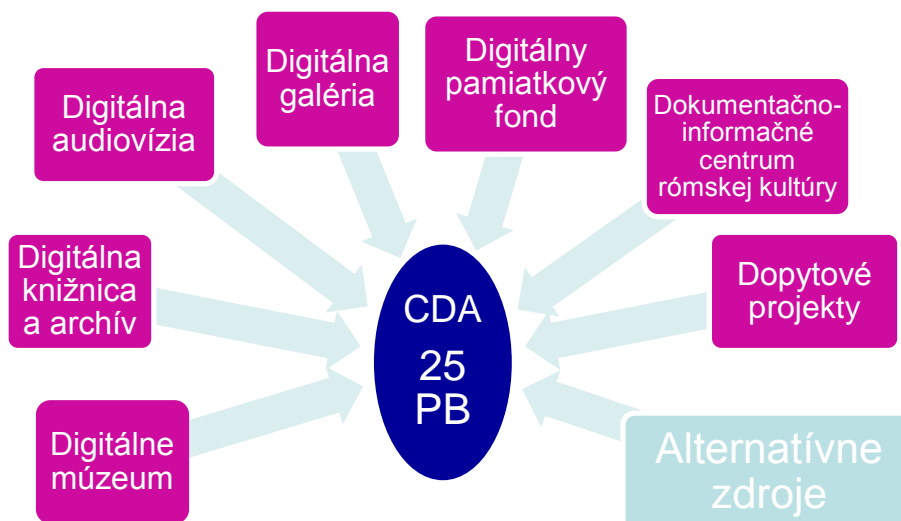 Digitálna
galéria
Digitálny
pamiatkový
fond
Digitálna
audiovízia
Dokumentačno-
informačné
centrum
rómskej kultúry
Digitálna
knižnica
a archív
Dopytové
projekty
CDA
25
PB
Digitálne
múzeum
Alternatívne
zdroje